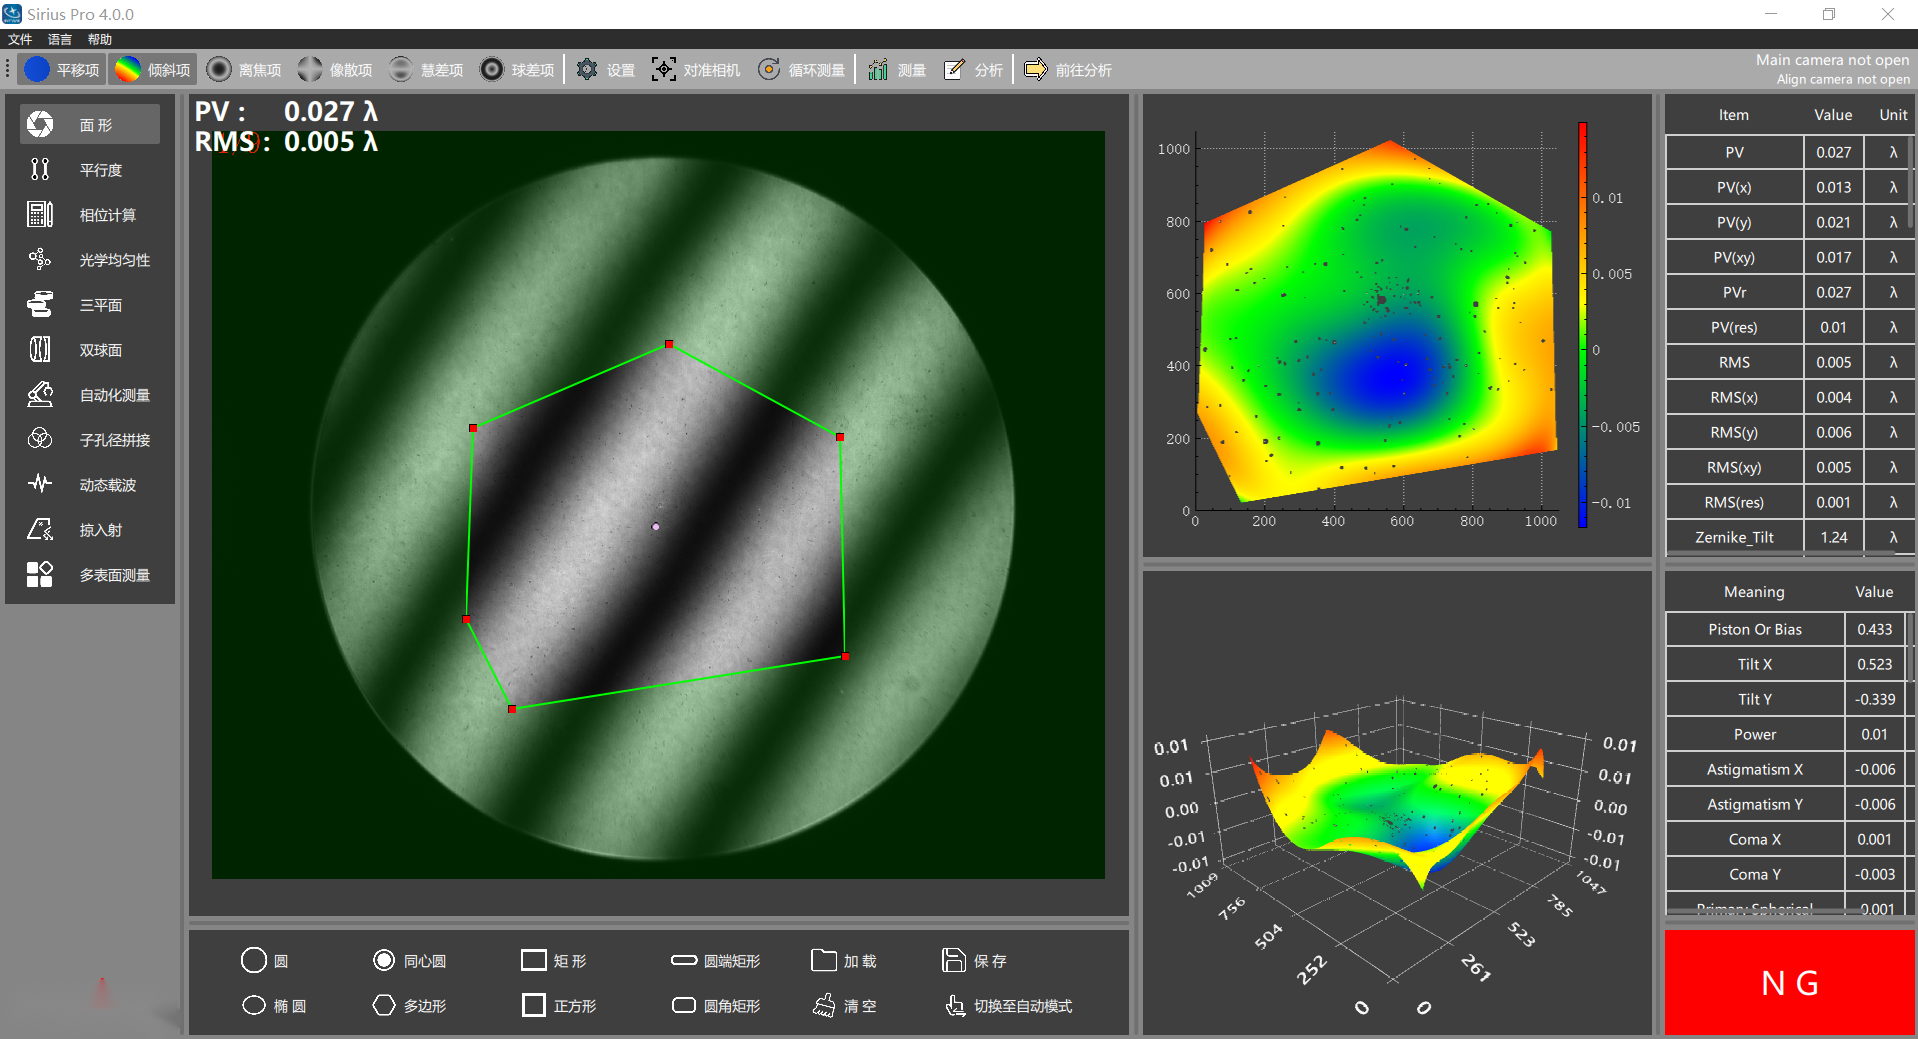 Sirius Pro 4.0.0
文件 语言 帮助
平移项 倾斜项 离焦项 像散项 慧差项 球差项 设置 对准相机 循环测量 测量 分析 前往分析
Main camera not open
Align camera not open
面 形
平行度
相位计算
光学均匀性
三平面
双球面
自动化测量
子孔径拼接
动态载波
掠入射
多表面测量
PV : 0.027 λ
RMS : 0.005 λ
1000
800
600
400
200
0
0 200 400 600 800 1000
0.01
0.005
0
-0.005
-0.01
Item Value Unit
PV 0.027 λ
PV(x) 0.013 λ
PV(y) 0.021 λ
PV(xy) 0.017 λ
PVr 0.027 λ
PV(res) 0.01 λ
RMS 0.005 λ
RMS(x) 0.004 λ
RMS(y) 0.006 λ
RMS(xy) 0.005 λ
RMS(res) 0.001 λ
Zernike_Tilt 1.24 λ
0.01
0.01
0.00
-0.01
-0.01
1009
756
504
252
0
0
261
523
785
1047
0.01
0.01
0.00
-0.01
-0.01
Meaning Value
Piston Or Bias 0.433
Tilt X 0.523
Tilt Y -0.339
Power 0.01
Astigmatism X -0.006
Astigmatism Y -0.006
Coma X 0.001
Coma Y -0.003
Primary Spherical 0.001
圆 同心圆 矩 形 圆端矩形 加 载 保 存
椭 圆 多边形 正方形 圆角矩形 清 空 切换至自动模式
N G